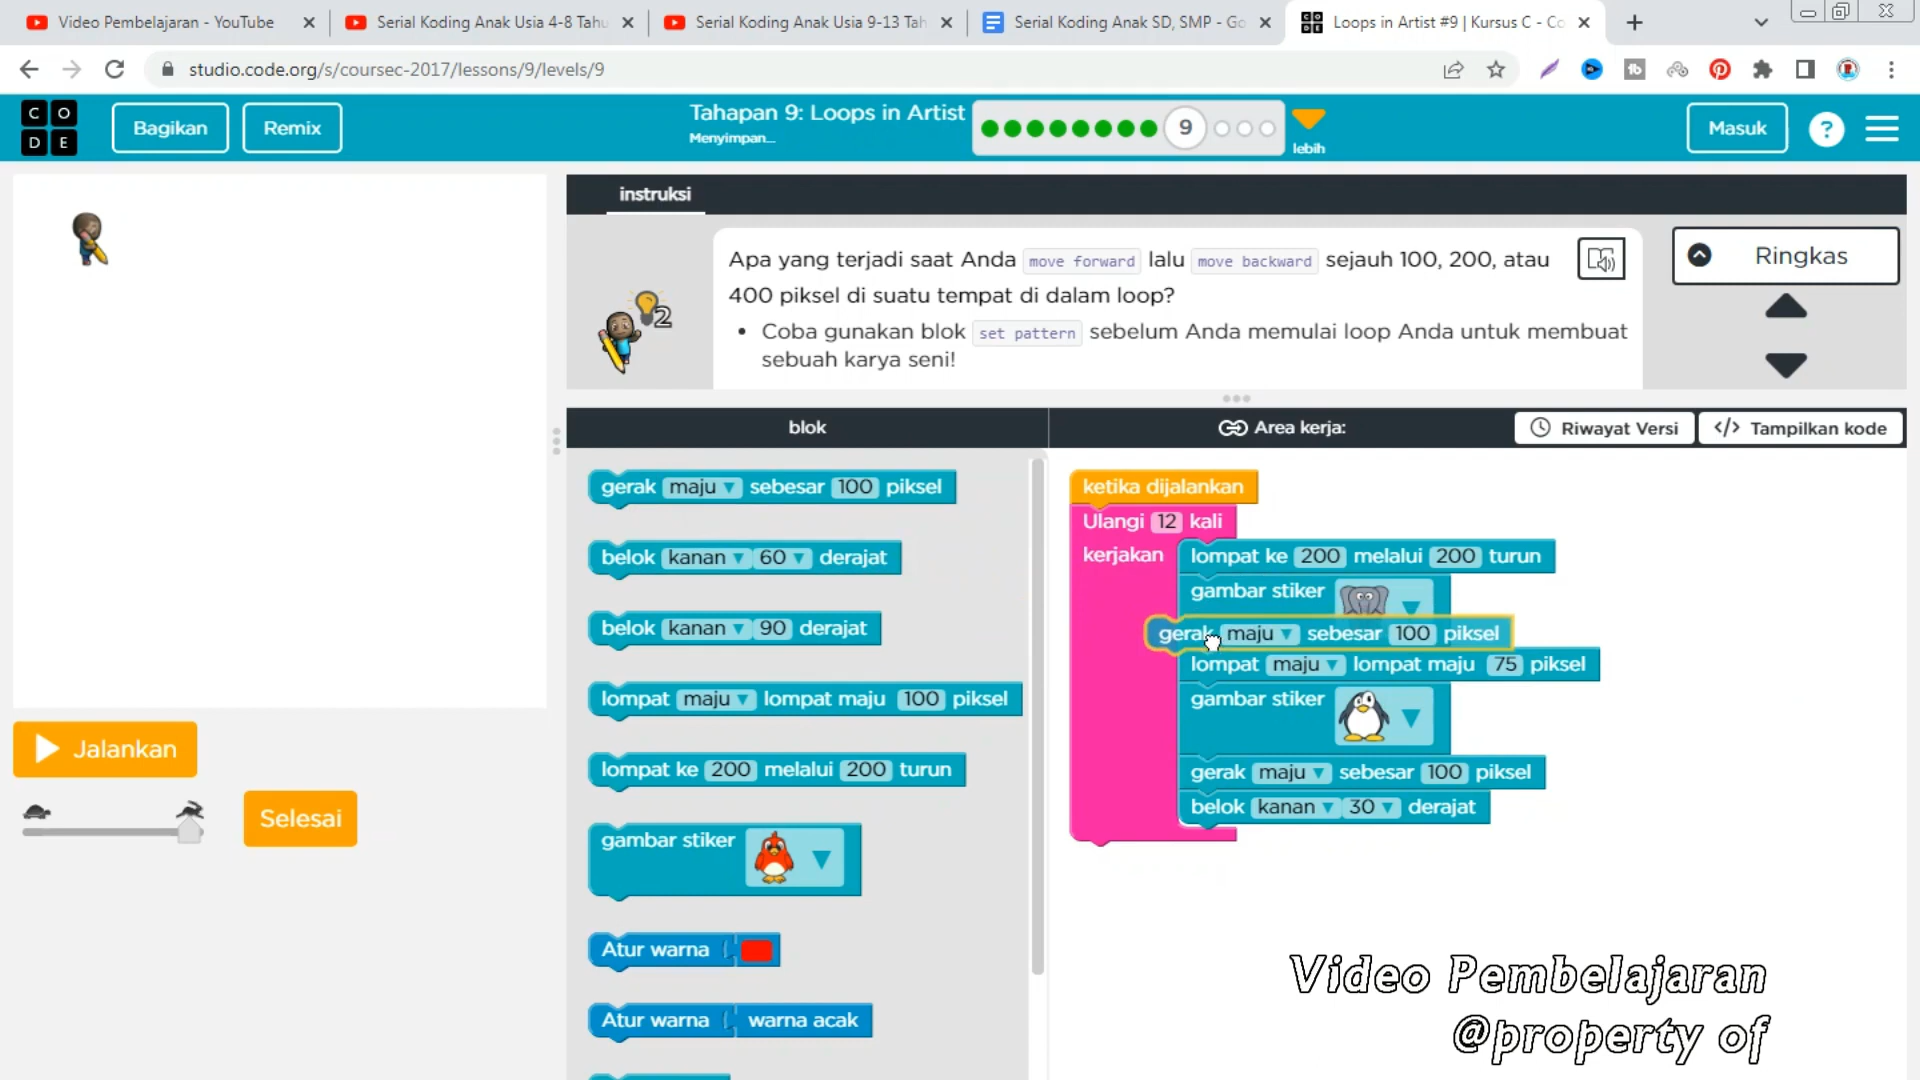 Video Pembelajaran - YouTube
Serial Koding Anak Usia 4-8 Tahu
Serial Koding Anak Usia 9-13 Tah
Serial Koding Anak SD, SMP - Go
Loops in Artist #9 | Kursus C - Co
studio.code.org/s/coursec-2017/lessons/9/levels/9
C O
D E
Bagikan
Remix
Tahapan 9: Loops in Artist
Menyimpan...
9
lebih
Masuk
?
instruksi
2
Apa yang terjadi saat Anda move forward lalu move backward sejauh 100, 200, atau
400 piksel di suatu tempat di dalam loop?
• Coba gunakan blok set pattern sebelum Anda memulai loop Anda untuk membuat
sebuah karya seni!
Ringkas
blok
Area kerja:
Riwayat Versi
</> Tampilkan kode
gerak maju sebesar 100 piksel
belok kanan 60 derajat
belok kanan 90 derajat
lompat maju lompat maju 100 piksel
lompat ke 200 melalui 200 turun
gambar stiker
Atur warna
Atur warna warna acak
ketika dijalankan
Ulangi 12 kali
kerjakan
lompat ke 200 melalui 200 turun
gambar stiker
gerak maju sebesar 100 piksel
lompat maju lompat maju 75 piksel
gambar stiker
gerak maju sebesar 100 piksel
belok kanan 30 derajat
Jalankan
Selesai
Video Pembelajaran
@property of